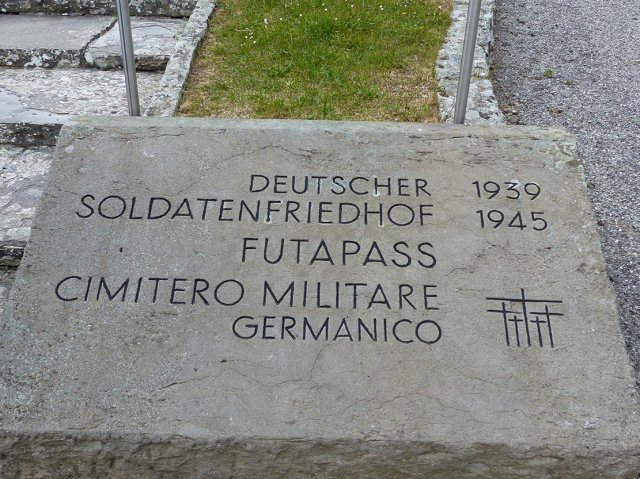 DEUTSCHER 1939
SOLDATENFRIEDHOF 1945
FUTAPASS
CIMITERO MILITARE
GERMANICO